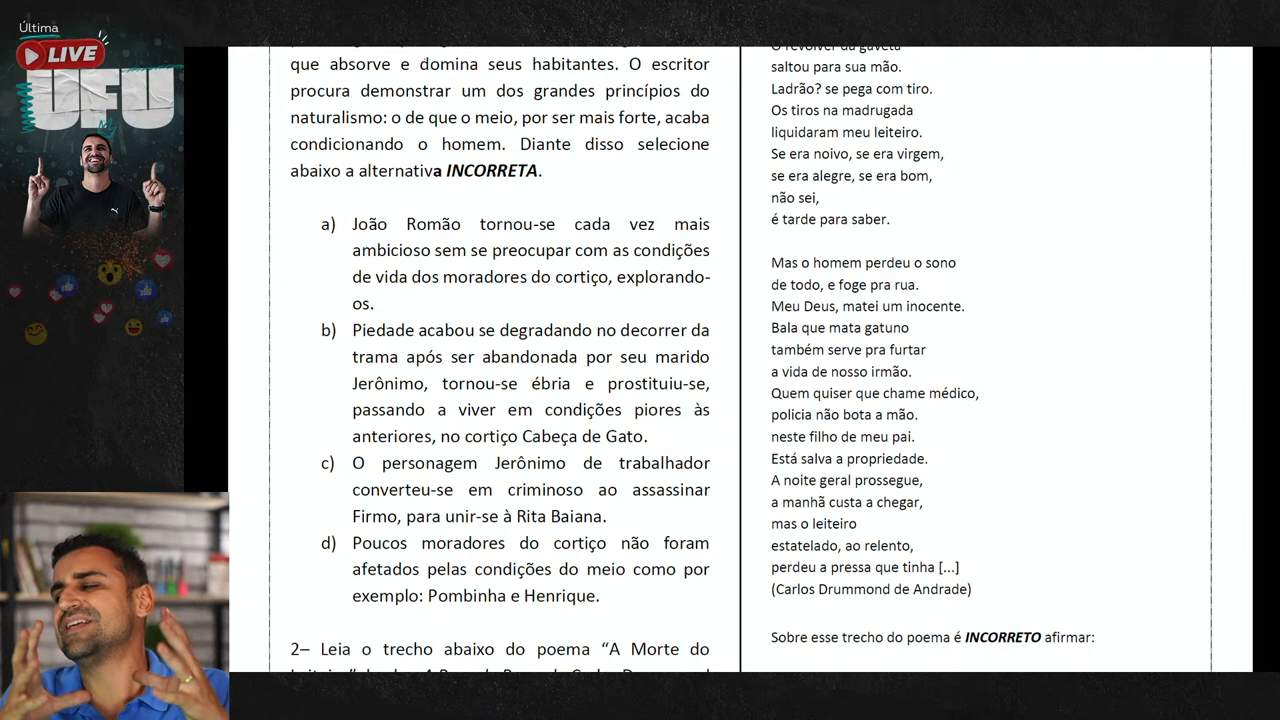 Última
LIVE
UFU
que absorve e domina seus habitantes. O escritor
procura demonstrar um dos grandes princípios do
naturalismo: o de que o meio, por ser mais forte, acaba
condicionando o homem. Diante disso selecione
abaixo a alternativa INCORRETA.
a) João Romão tornou-se cada vez mais
ambicioso sem se preocupar com as condições
de vida dos moradores do cortiço, explorando-
os.
b) Piedade acabou se degradando no decorrer da
trama após ser abandonada por seu marido
Jerônimo, tornou-se ébria e prostituiu-se,
passando a viver em condições piores às
anteriores, no cortiço Cabeça de Gato.
c) O personagem Jerônimo de trabalhador
converteu-se em criminoso ao assassinar
Firmo, para unir-se à Rita Baiana.
d) Poucos moradores do cortiço não foram
afetados pelas condições do meio como por
exemplo: Pombinha e Henrique.
2– Leia o trecho abaixo do poema “A Morte do
O revólver da gaveta
saltou para sua mão.
Ladrão? se pega com tiro.
Os tiros na madrugada
liquidaram meu leiteiro.
Se era noivo, se era virgem,
se era alegre, se era bom,
não sei,
é tarde para saber.
Mas o homem perdeu o sono
de todo, e foge pra rua.
Meu Deus, matei um inocente.
Bala que mata gatuno
também serve pra furtar
a vida de nosso irmão.
Quem quiser que chame médico,
policia não bota a mão.
neste filho de meu pai.
Está salva a propriedade.
A noite geral prossegue,
a manhã custa a chegar,
mas o leiteiro
estatelado, ao relento,
perdeu a pressa que tinha [...]
(Carlos Drummond de Andrade)
Sobre esse trecho do poema é INCORRETO afirmar: